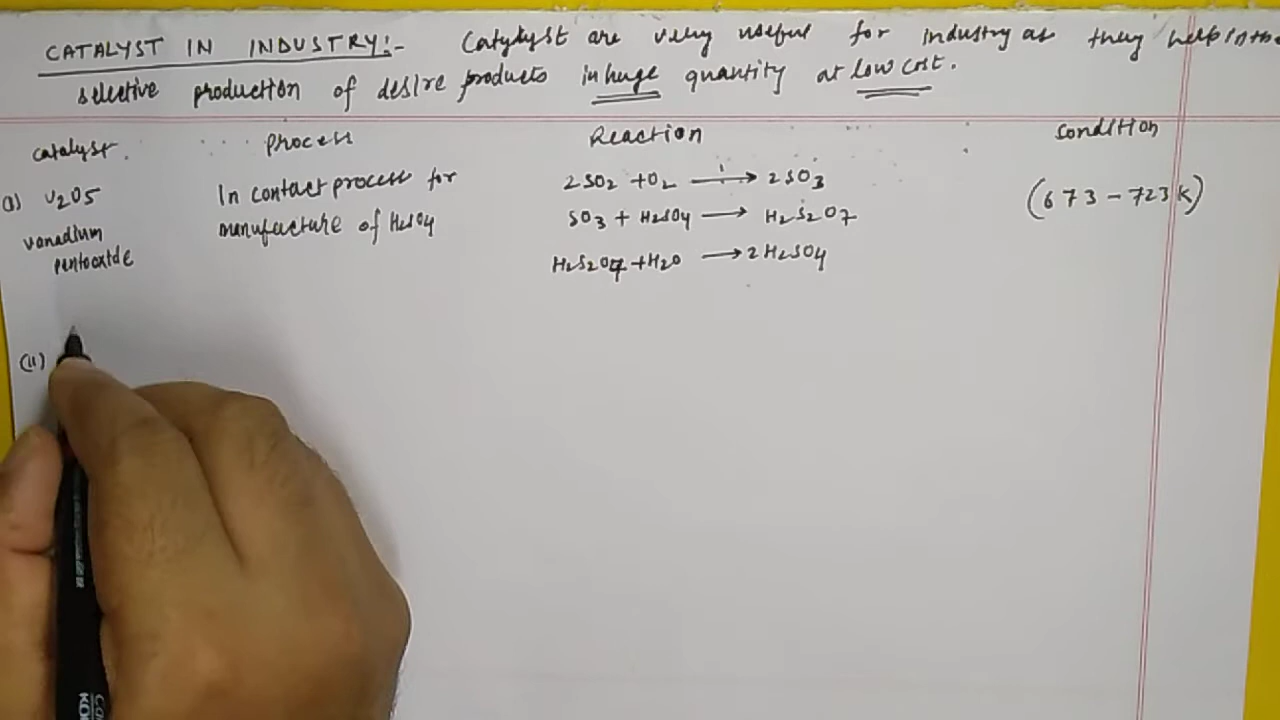 CATALYST IN INDUSTRY:- Catylyst are very useful for industry as they help in the
selective production of desire products in huge quantity at low cost.
Catalyst. Process Reaction Condition
(a) V2O5 In contact process for 2SO2 + O2 → 2SO3 (673 - 723K)
manufacture of H2SO4 SO3 + H2SO4 → H2S2O7
vanadium
pentooxide H2S2O7 + H2O → 2H2SO4
(ii)